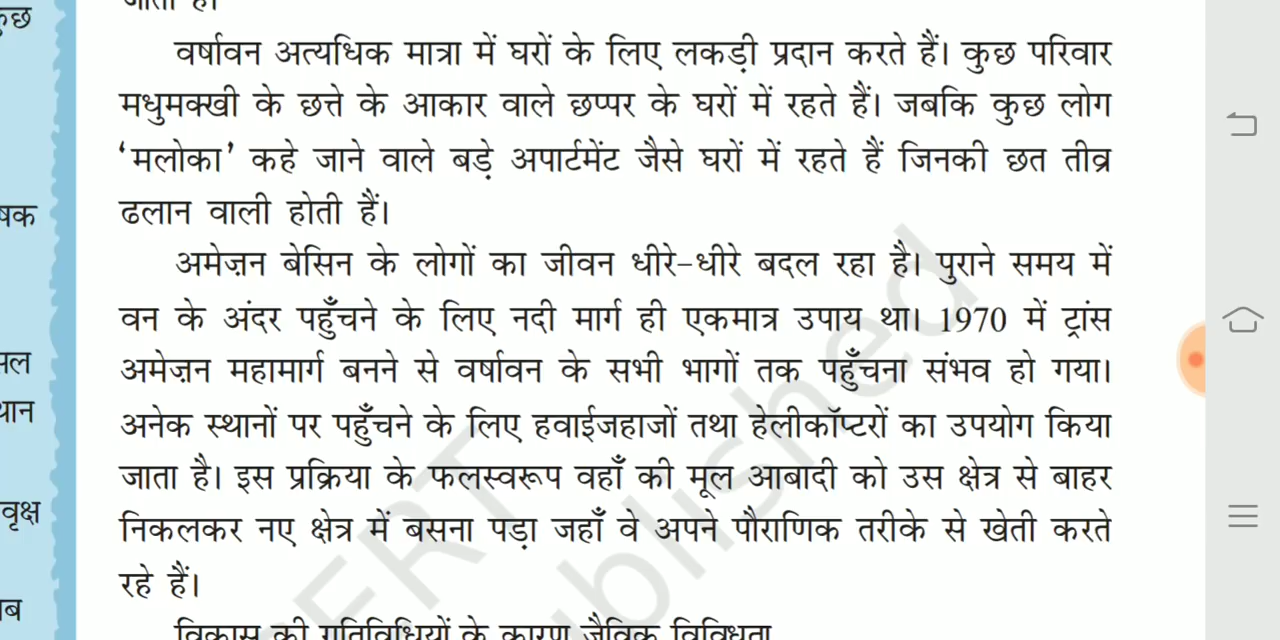 वर्षावन अत्यधिक मात्रा में घरों के लिए लकड़ी प्रदान करते हैं। कुछ परिवार
मधुमक्खी के छत्ते के आकार वाले छप्पर के घरों में रहते हैं। जबकि कुछ लोग
‘मलोका’ कहे जाने वाले बड़े अपार्टमेंट जैसे घरों में रहते हैं जिनकी छत तीव्र
ढलान वाली होती हैं।
अमेज़न बेसिन के लोगों का जीवन धीरे-धीरे बदल रहा है। पुराने समय में
वन के अंदर पहुँचने के लिए नदी मार्ग ही एकमात्र उपाय था। 1970 में ट्रांस
अमेज़न महामार्ग बनने से वर्षावन के सभी भागों तक पहुँचना संभव हो गया।
अनेक स्थानों पर पहुँचने के लिए हवाईजहाजों तथा हेलीकॉप्टरों का उपयोग किया
जाता है। इस प्रक्रिया के फलस्वरूप वहाँ की मूल आबादी को उस क्षेत्र से बाहर
निकलकर नए क्षेत्र में बसना पड़ा जहाँ वे अपने पौराणिक तरीके से खेती करते
रहे हैं।
विकास की गतिविधियों के कारण जैविक विविधता
वृक्ष